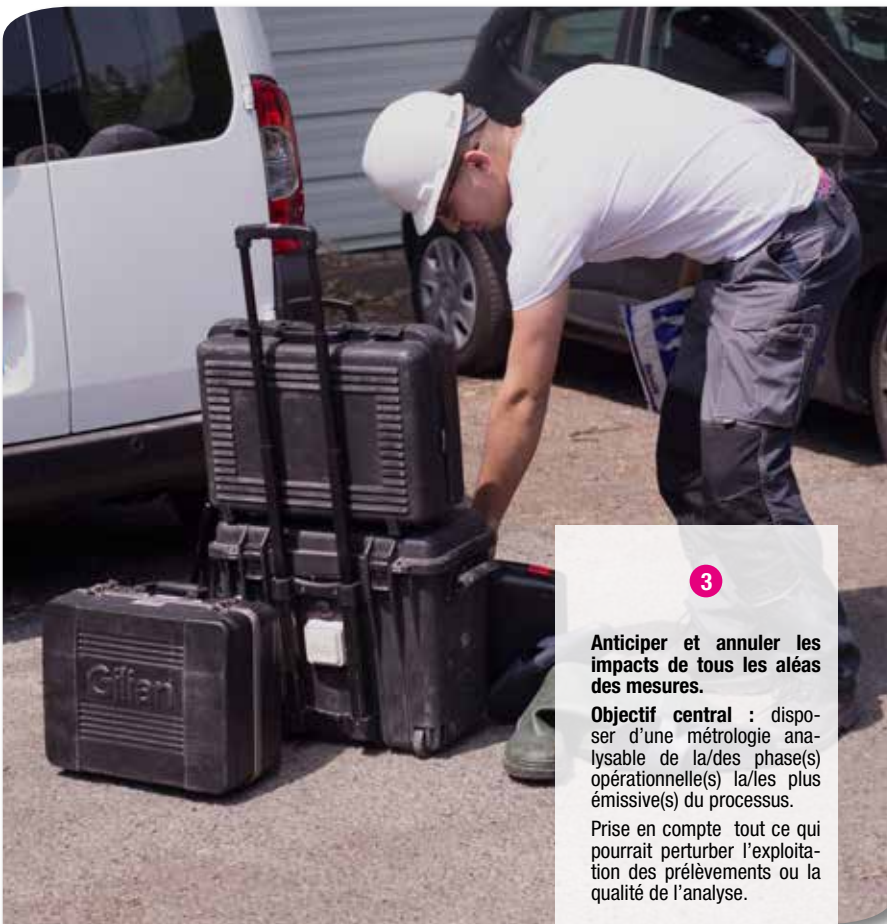 Gilian
3
Anticiper et annuler les
impacts de tous les aléas
des mesures.
Objectif central : dispo-
ser d'une métrologie ana-
lysable de la/des phase(s)
opérationnelle(s) la/les plus
émissive(s) du processus.
Prise en compte tout ce qui
pourrait perturber l'exploita-
tion des prélèvements ou la
qualité de l'analyse.